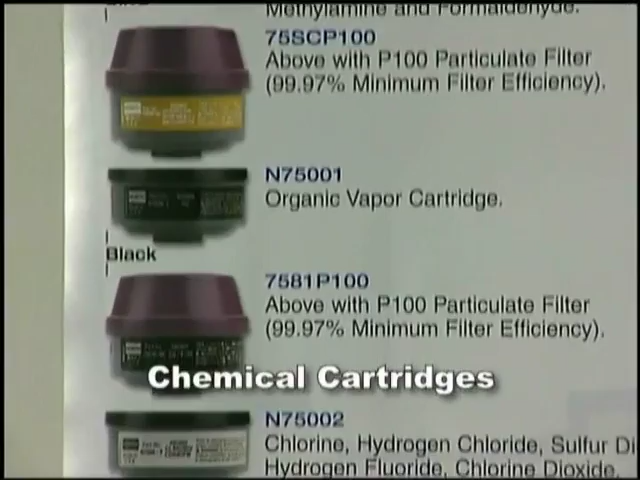 Methylamine and Formaldehyde.
75SCP100
Above with P100 Particulate Filter
(99.97% Minimum Filter Efficiency).
N75001
Organic Vapor Cartridge.
Black
7581P100
Above with P100 Particulate Filter
(99.97% Minimum Filter Efficiency).
Chemical Cartridges
N75002
Chlorine, Hydrogen Chloride, Sulfur Di
Hydrogen Fluoride, Chlorine Dioxide.